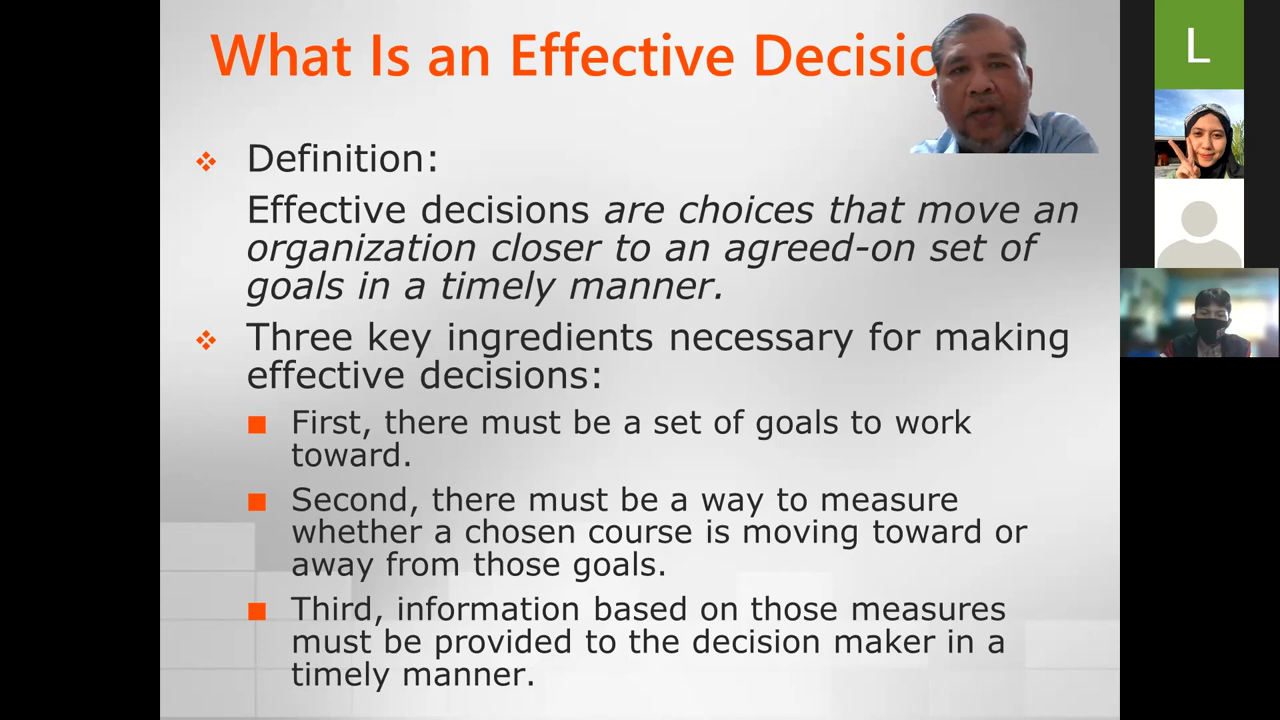 What Is an Effective Decisio
Definition:
Effective decisions are choices that move an
organization closer to an agreed-on set of
goals in a timely manner.
Three key ingredients necessary for making
effective decisions:
First, there must be a set of goals to work
toward.
Second, there must be a way to measure
whether a chosen course is moving toward or
away from those goals.
Third, information based on those measures
must be provided to the decision maker in a
timely manner.
L